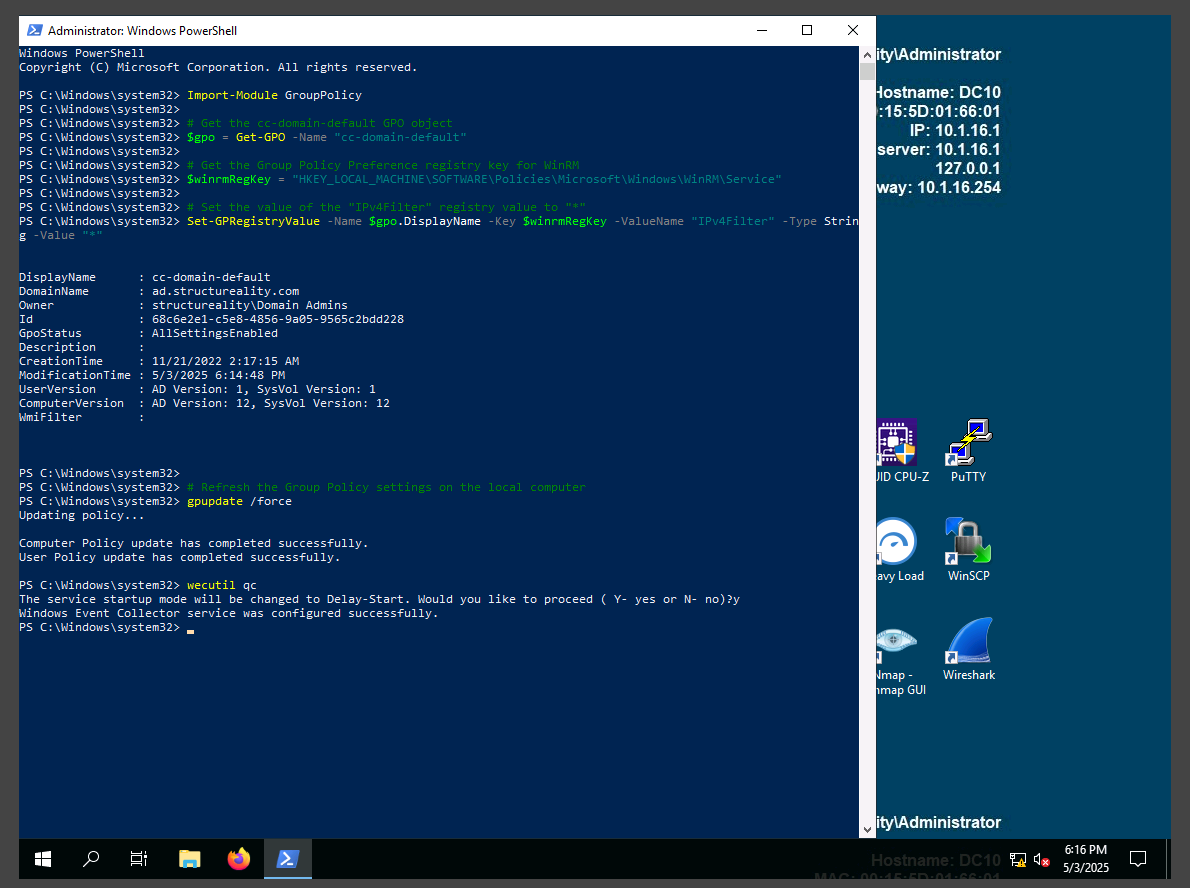 Administrator: Windows PowerShell
Windows PowerShell
Copyright (C) Microsoft Corporation. All rights reserved.
PS C:\Windows\system32> Import-Module GroupPolicy
PS C:\Windows\system32>
PS C:\Windows\system32> # Get the cc-domain-default GPO object
PS C:\Windows\system32> $gpo = Get-GPO -Name "cc-domain-default"
PS C:\Windows\system32>
PS C:\Windows\system32> # Get the Group Policy Preference registry key for WinRM
PS C:\Windows\system32> $winrmRegKey = "HKEY_LOCAL_MACHINE\SOFTWARE\Policies\Microsoft\Windows\WinRM\Service"
PS C:\Windows\system32>
PS C:\Windows\system32> # Set the value of the "IPv4Filter" registry value to "*"
PS C:\Windows\system32> Set-GPRegistryValue -Name $gpo.DisplayName -Key $winrmRegKey -ValueName "IPv4Filter" -Type Strin
g -Value "*"
DisplayName      : cc-domain-default
DomainName       : ad.structureality.com
Owner            : structureality\Domain Admins
Id               : 68c6e2e1-c5e8-4856-9a05-9565c2bdd228
GpoStatus        : AllSettingsEnabled
Description      :
CreationTime     : 11/21/2022 2:17:15 AM
ModificationTime : 5/3/2025 6:14:48 PM
UserVersion      : AD Version: 1, SysVol Version: 1
ComputerVersion  : AD Version: 12, SysVol Version: 12
WmiFilter        :
PS C:\Windows\system32>
PS C:\Windows\system32> # Refresh the Group Policy settings on the local computer
PS C:\Windows\system32> gpupdate /force
Updating policy...
Computer Policy update has completed successfully.
User Policy update has completed successfully.
PS C:\Windows\system32> wecutil qc
The service startup mode will be changed to Delay-Start. Would you like to proceed ( Y- yes or N- no)?y
Windows Event Collector service was configured successfully.
PS C:\Windows\system32>
ity\Administrator
Hostname: DC10
:15:5D:01:66:01
IP: 10.1.16.1
server: 10.1.16.1
127.0.0.1
way: 10.1.16.254
UID CPU-Z
PuTTY
avy Load
WinSCP
Nmap -
nmap GUI
Wireshark
ity\Administrator
Hostname: DC10
MAC: 00:15:5D:01:66:01
6:16 PM
5/3/2025